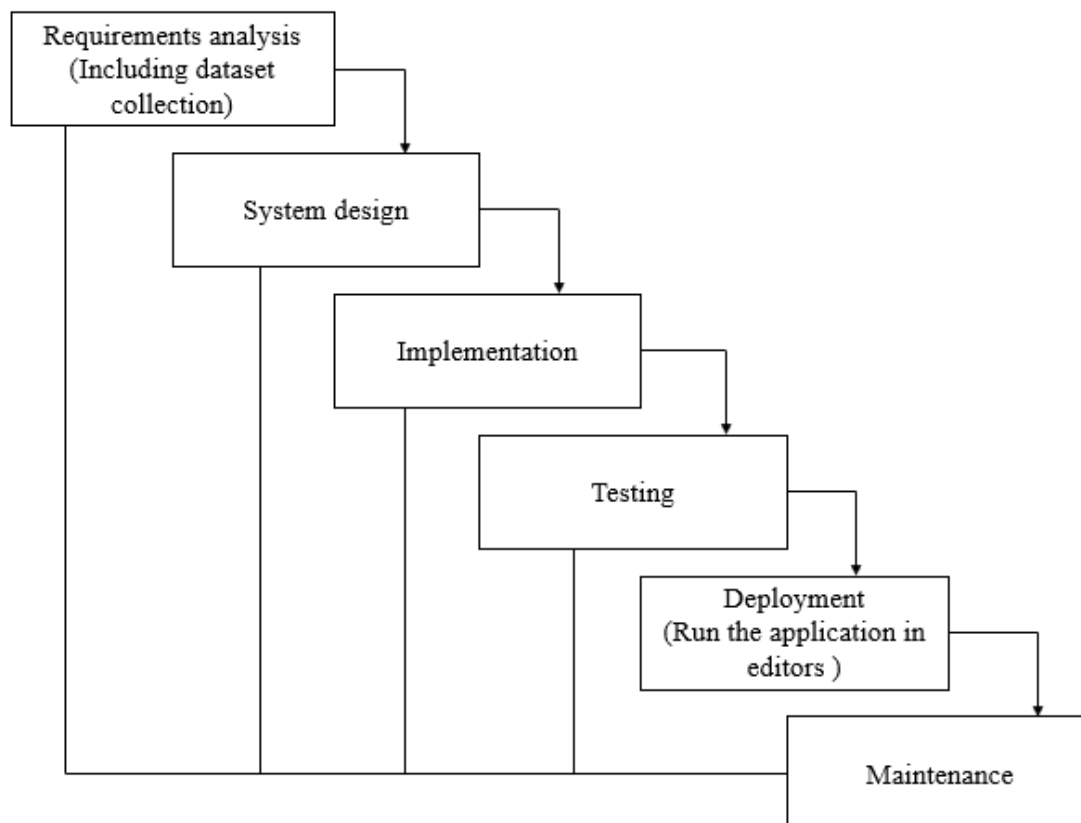 Requirements analysis
(Including dataset
collection)
System design
Implementation
Testing
Deployment
(Run the application in
editors )
Maintenance